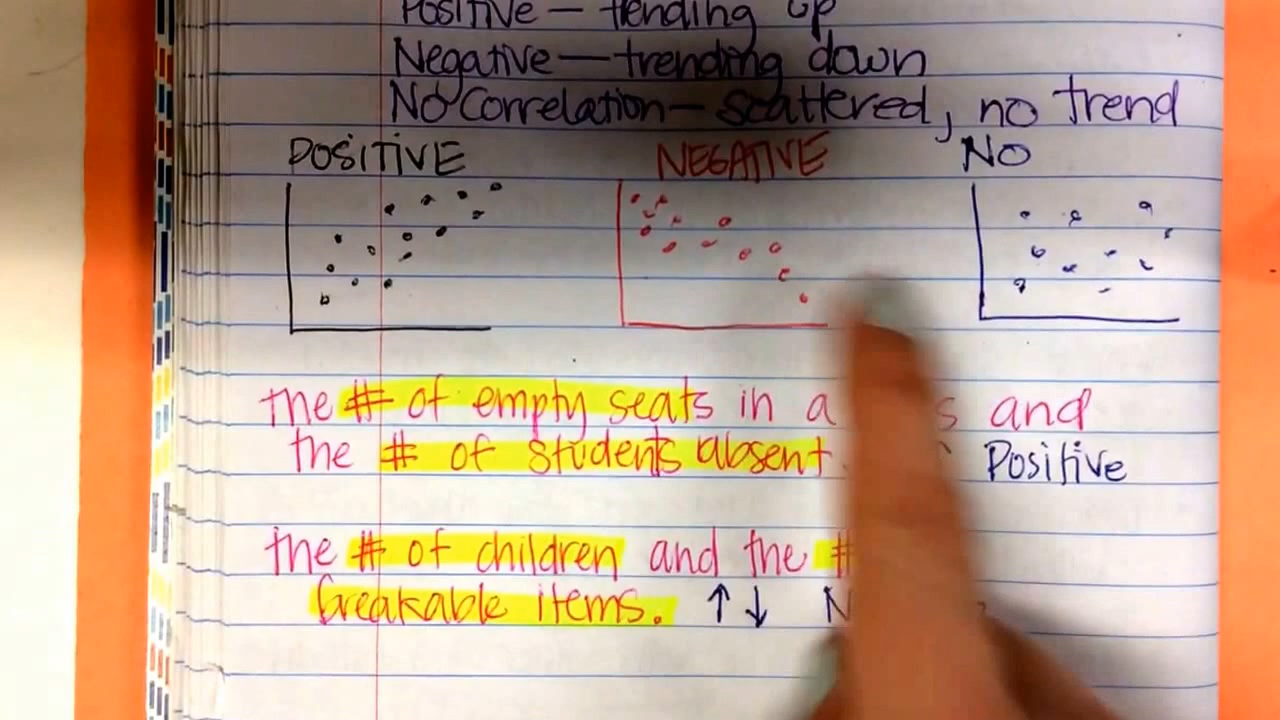 Positive — trending up
Negative — trending down
No Correlation - scattered, no trend
POSITIVE NEGATIVE NO
the # of empty seats in a and
the # of students absent. Positive
the # of children and the #
breakable items. ↑↓